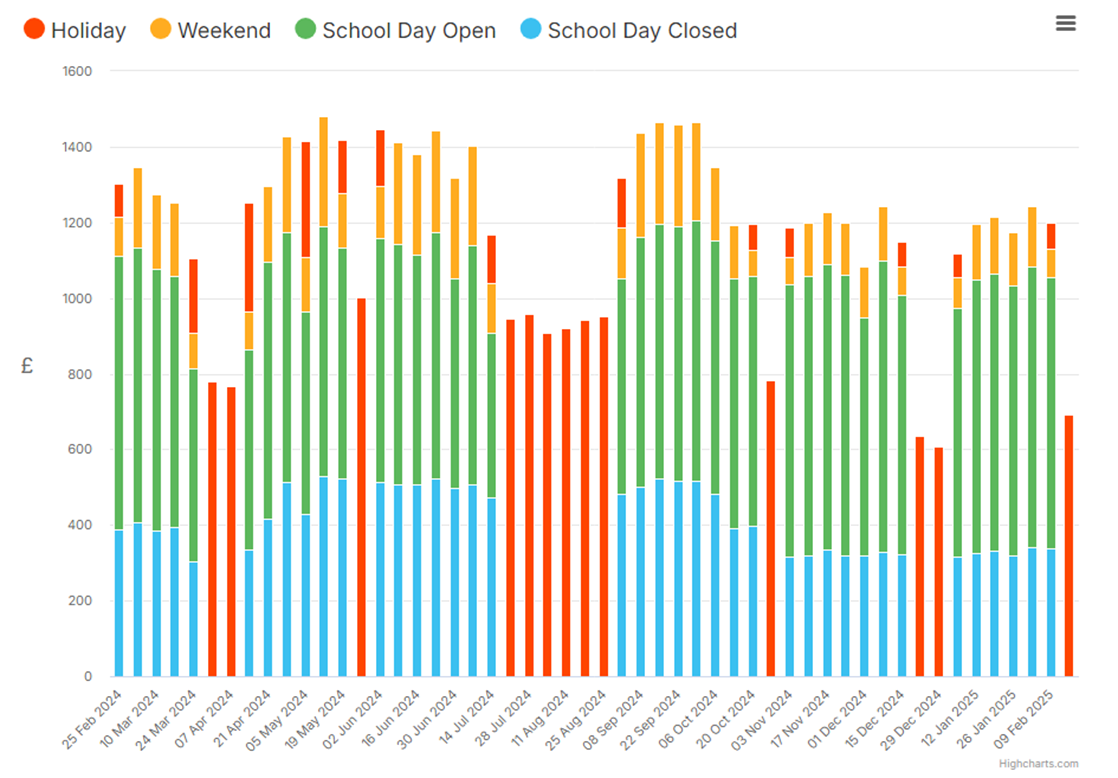 Holiday Weekend School Day Open School Day Closed
1600
1400
1200
1000
£
800
600
400
200
0
25 Feb 2024
10 Mar 2024
24 Mar 2024
07 Apr 2024
21 Apr 2024
05 May 2024
19 May 2024
02 Jun 2024
16 Jun 2024
30 Jun 2024
14 Jul 2024
28 Jul 2024
11 Aug 2024
25 Aug 2024
08 Sep 2024
22 Sep 2024
06 Oct 2024
20 Oct 2024
03 Nov 2024
17 Nov 2024
01 Dec 2024
15 Dec 2024
29 Dec 2024
12 Jan 2025
26 Jan 2025
09 Feb 2025
Highcharts.com